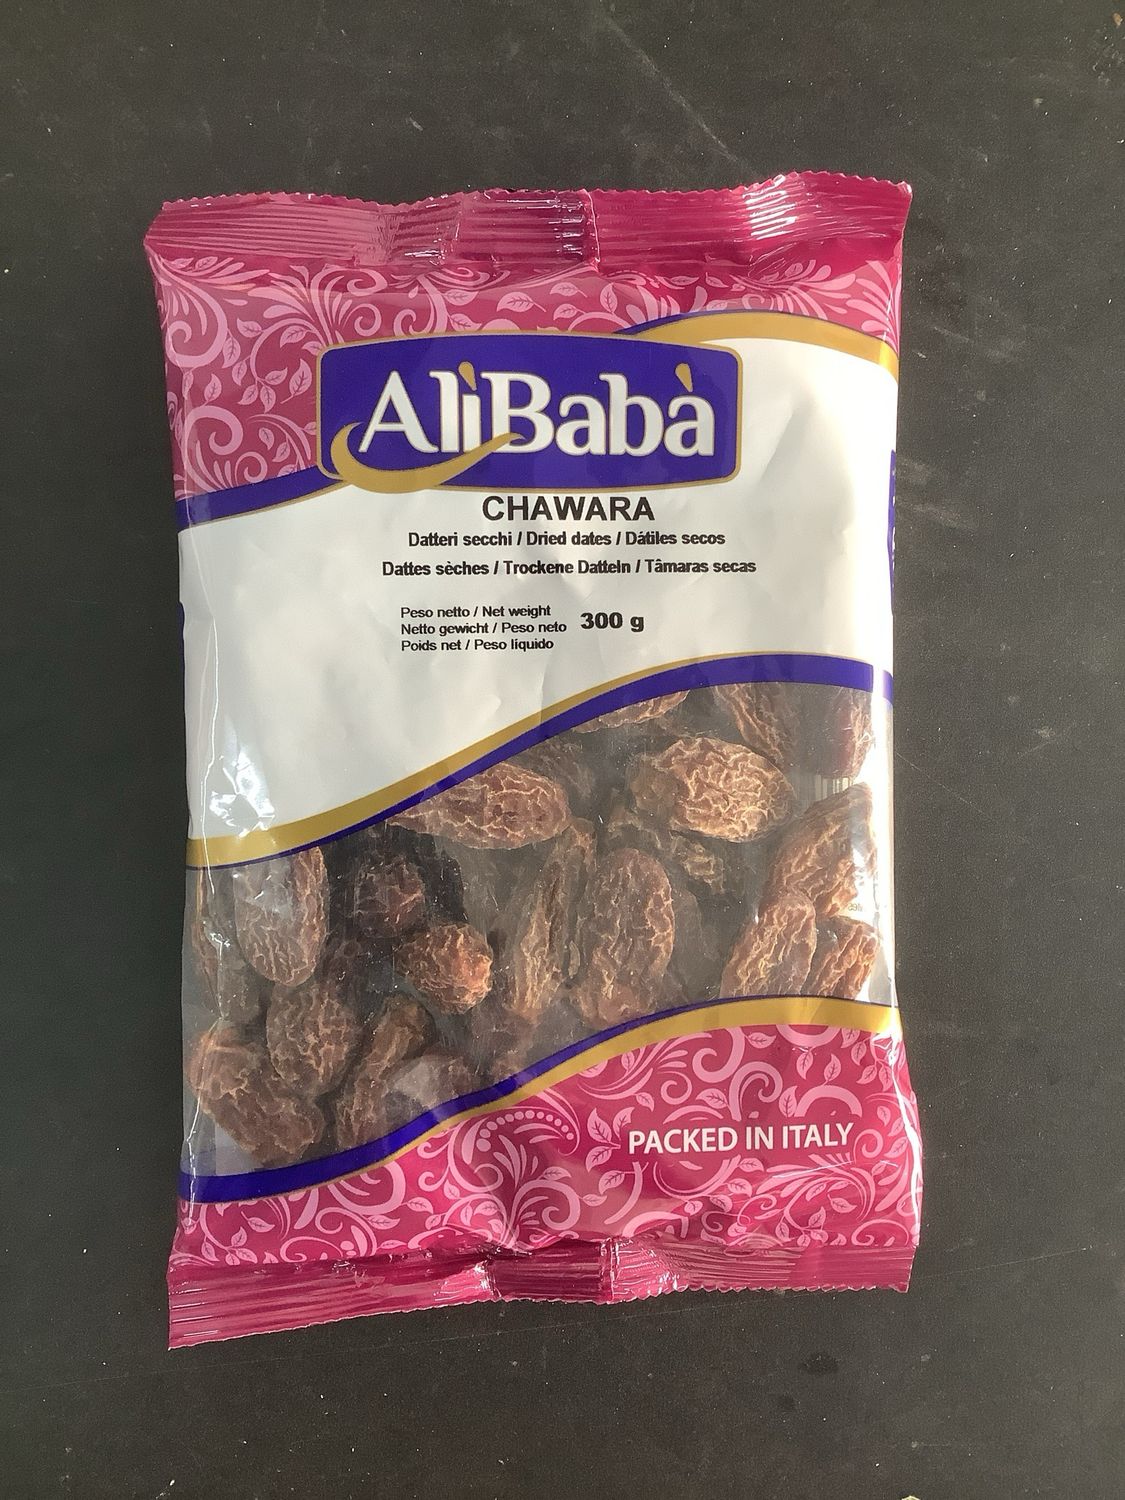 AlìBabà
CHAWARA
Datteri secchi / Dried dates / Dátiles secos
Dattes sèches / Trockene Datteln / Tâmaras secas
Peso netto / Net weight
Netto gewicht / Peso neto 300 g
Poids net / Peso líquido
PACKED IN ITALY